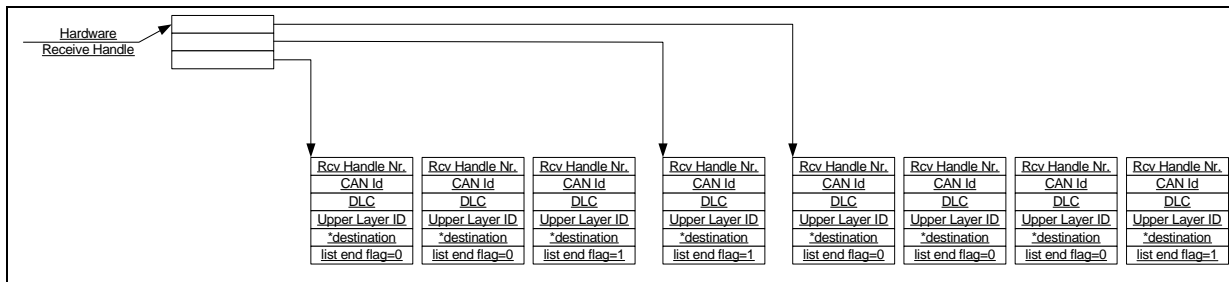 Hardware
Receive Handle
Rcv Handle Nr. Rcv Handle Nr. Rcv Handle Nr. Rcv Handle Nr. Rcv Handle Nr. Rcv Handle Nr. Rcv Handle Nr. Rcv Handle Nr.
CAN Id CAN Id CAN Id CAN Id CAN Id CAN Id CAN Id CAN Id
DLC DLC DLC DLC DLC DLC DLC DLC
Upper Layer ID Upper Layer ID Upper Layer ID Upper Layer ID Upper Layer ID Upper Layer ID Upper Layer ID Upper Layer ID
*destination *destination *destination *destination *destination *destination *destination *destination
list end flag=0 list end flag=0 list end flag=1 list end flag=1 list end flag=0 list end flag=0 list end flag=0 list end flag=1